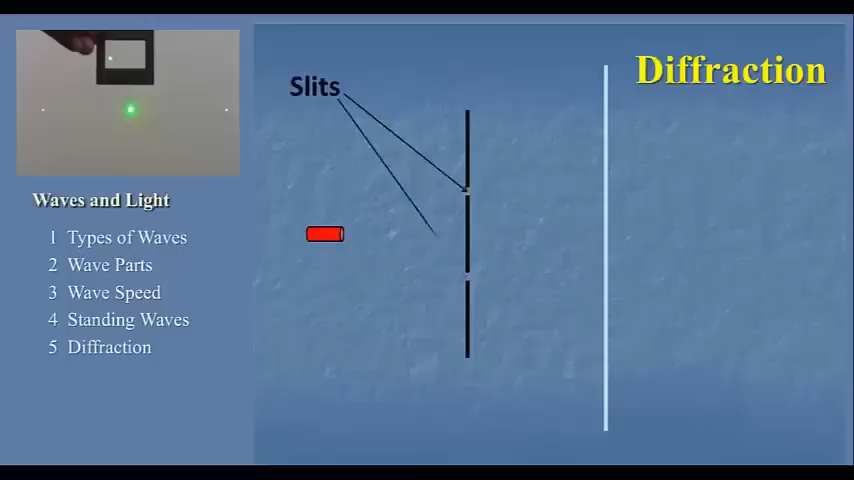 Diffraction
Slits
Waves and Light
1 Types of Waves
2 Wave Parts
3 Wave Speed
4 Standing Waves
5 Diffraction